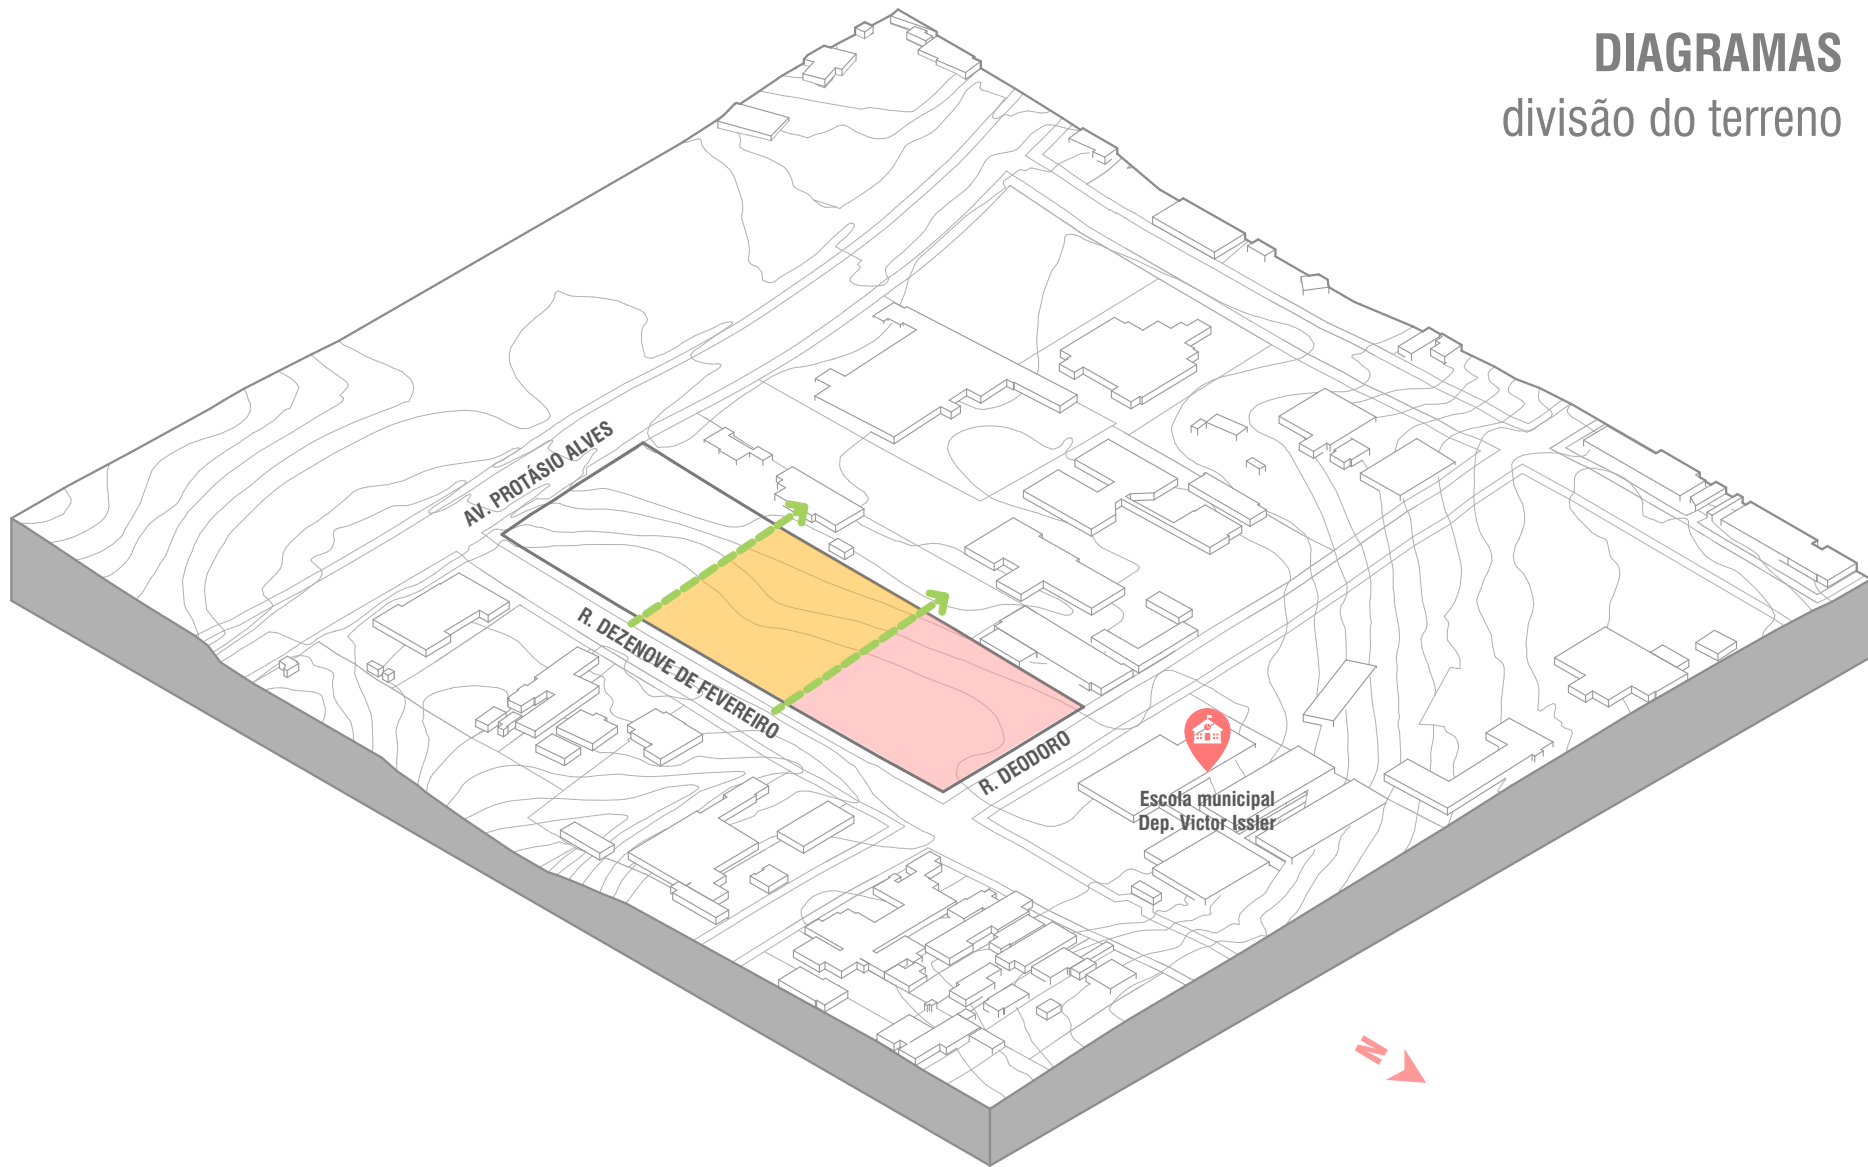 DIAGRAMAS
divisão do terreno
AV. PROTÁSIO ALVES
R. DEZENOVE DE FEVEREIRO
R. DEODORO
Escola municipal
Dep. Victor Issler
N